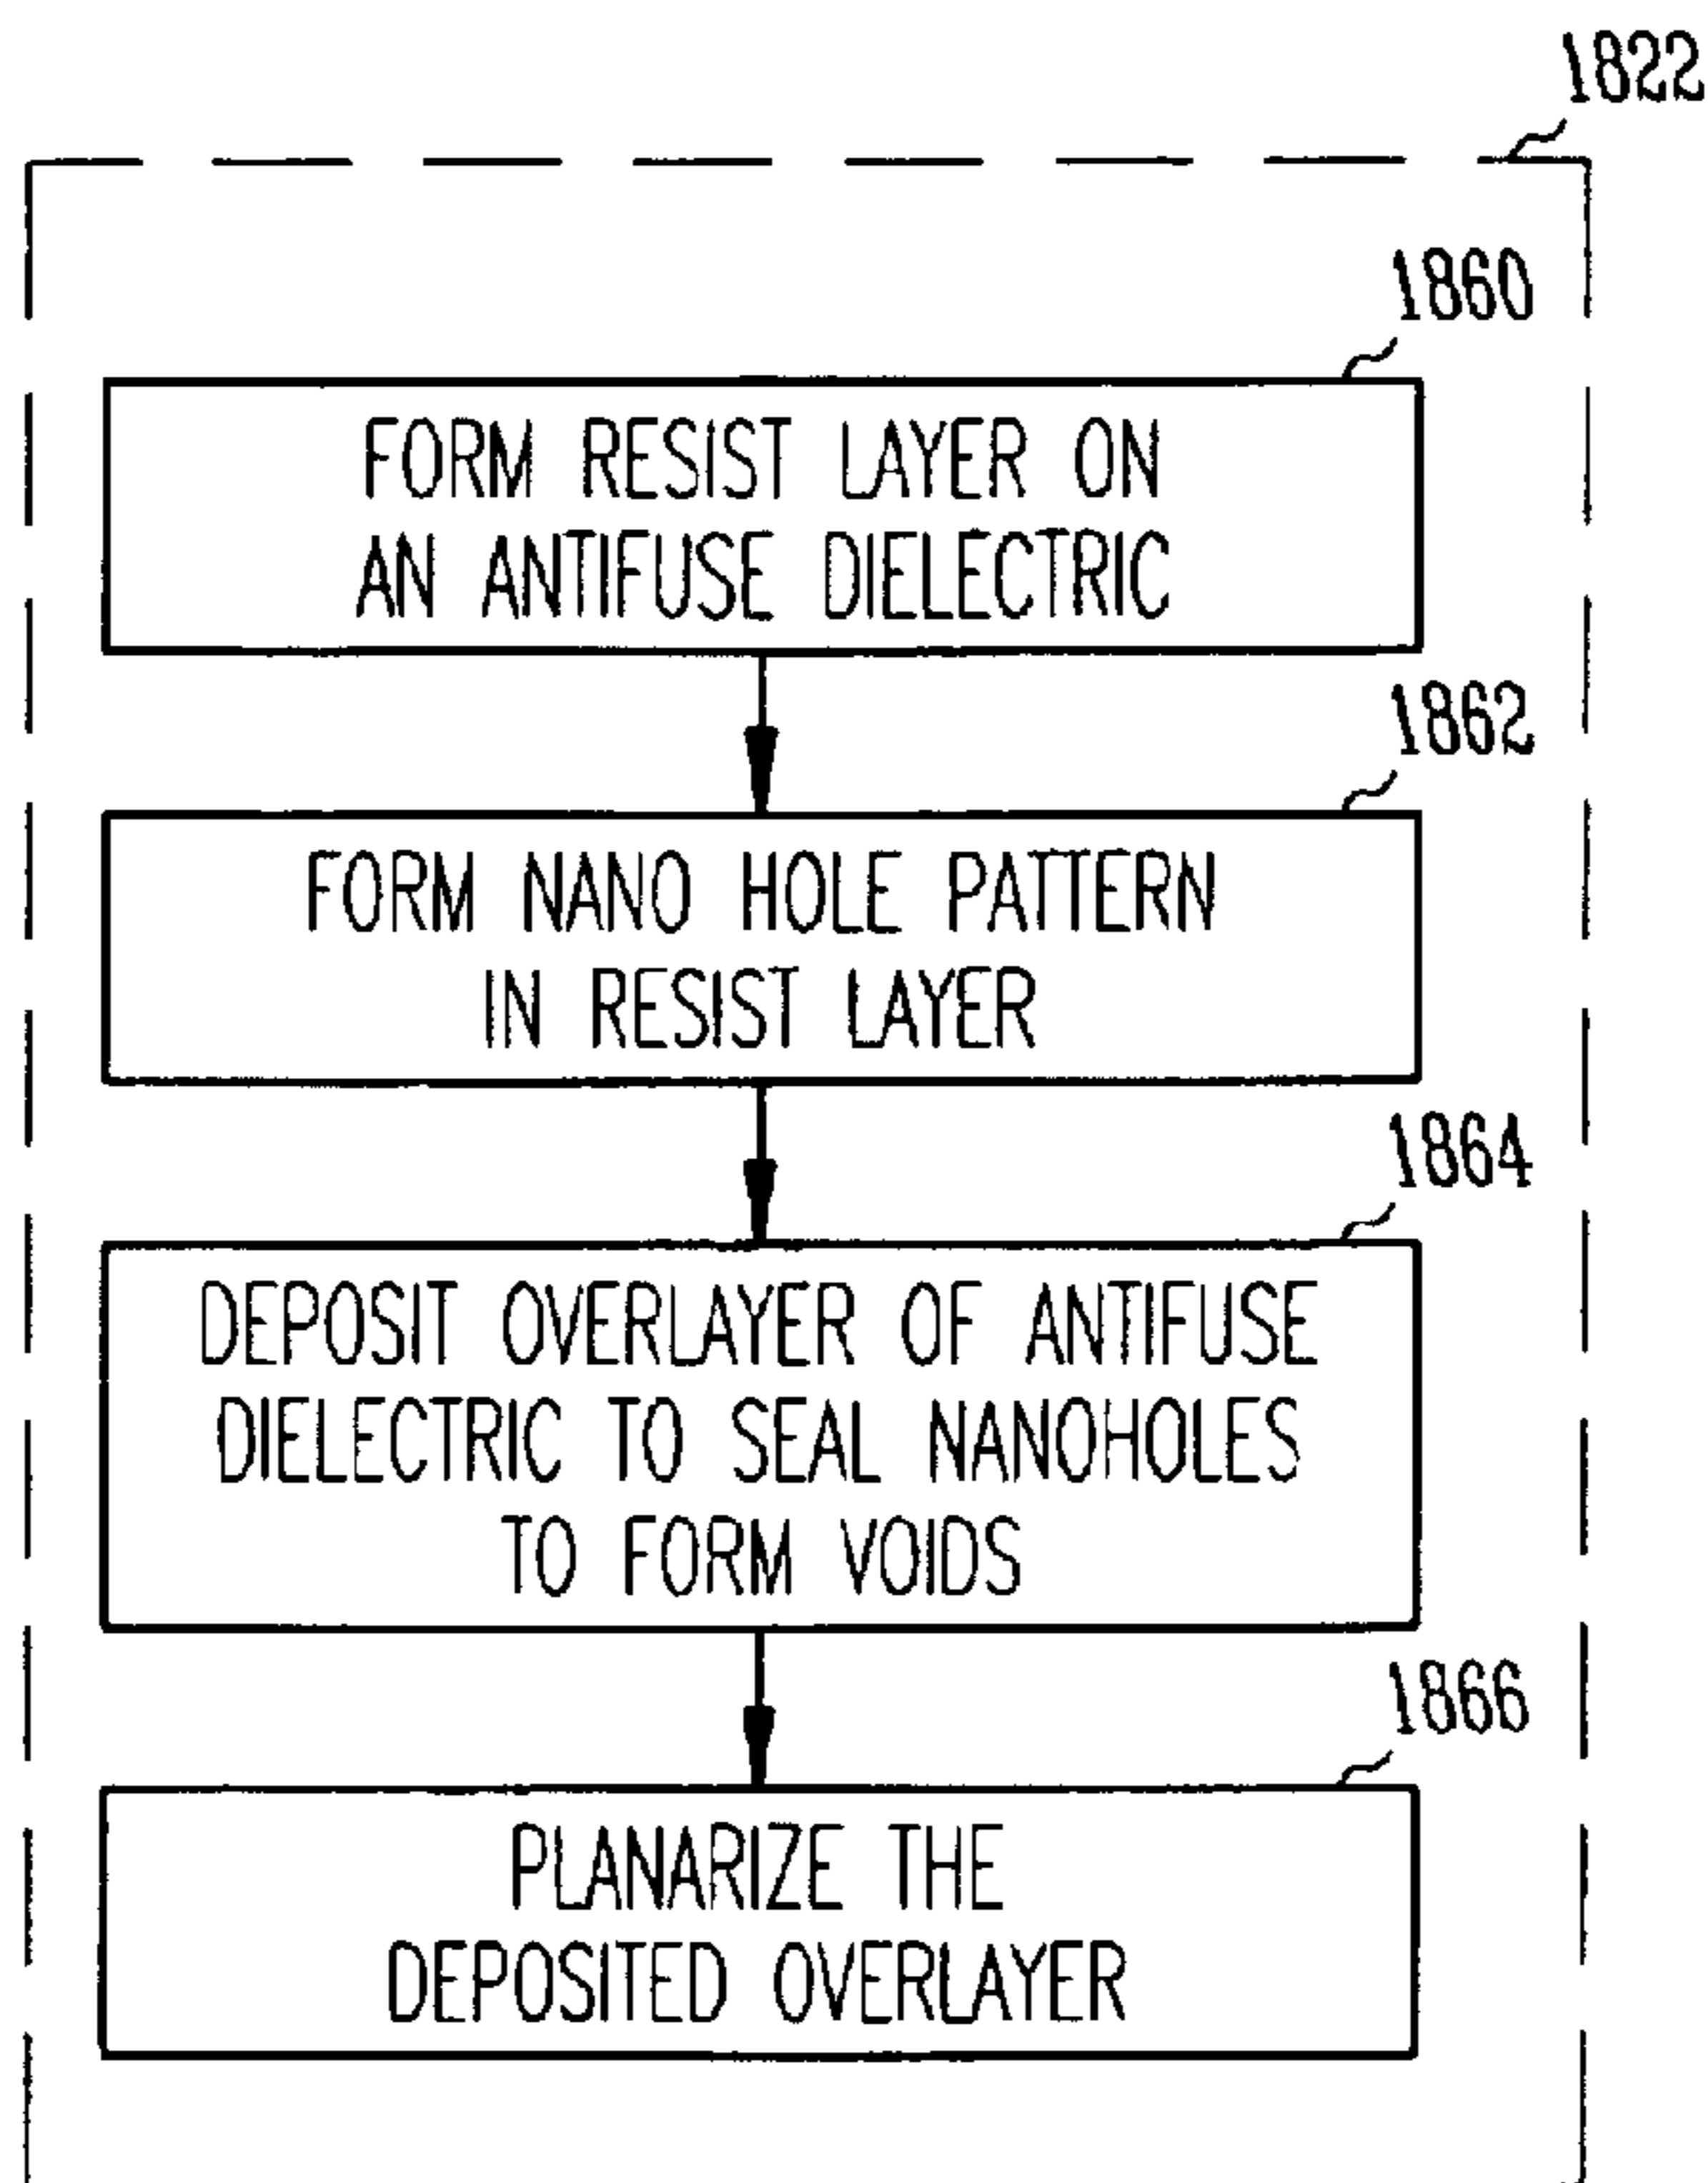 1822
1860
FORM RESIST LAYER ON
AN ANTIFUSE DIELECTRIC
1862
FORM NANO HOLE PATTERN
IN RESIST LAYER
1864
DEPOSIT OVERLAYER OF ANTIFUSE
DIELECTRIC TO SEAL NANOHOLES
TO FORM VOIDS
1866
PLANARIZE THE
DEPOSITED OVERLAYER